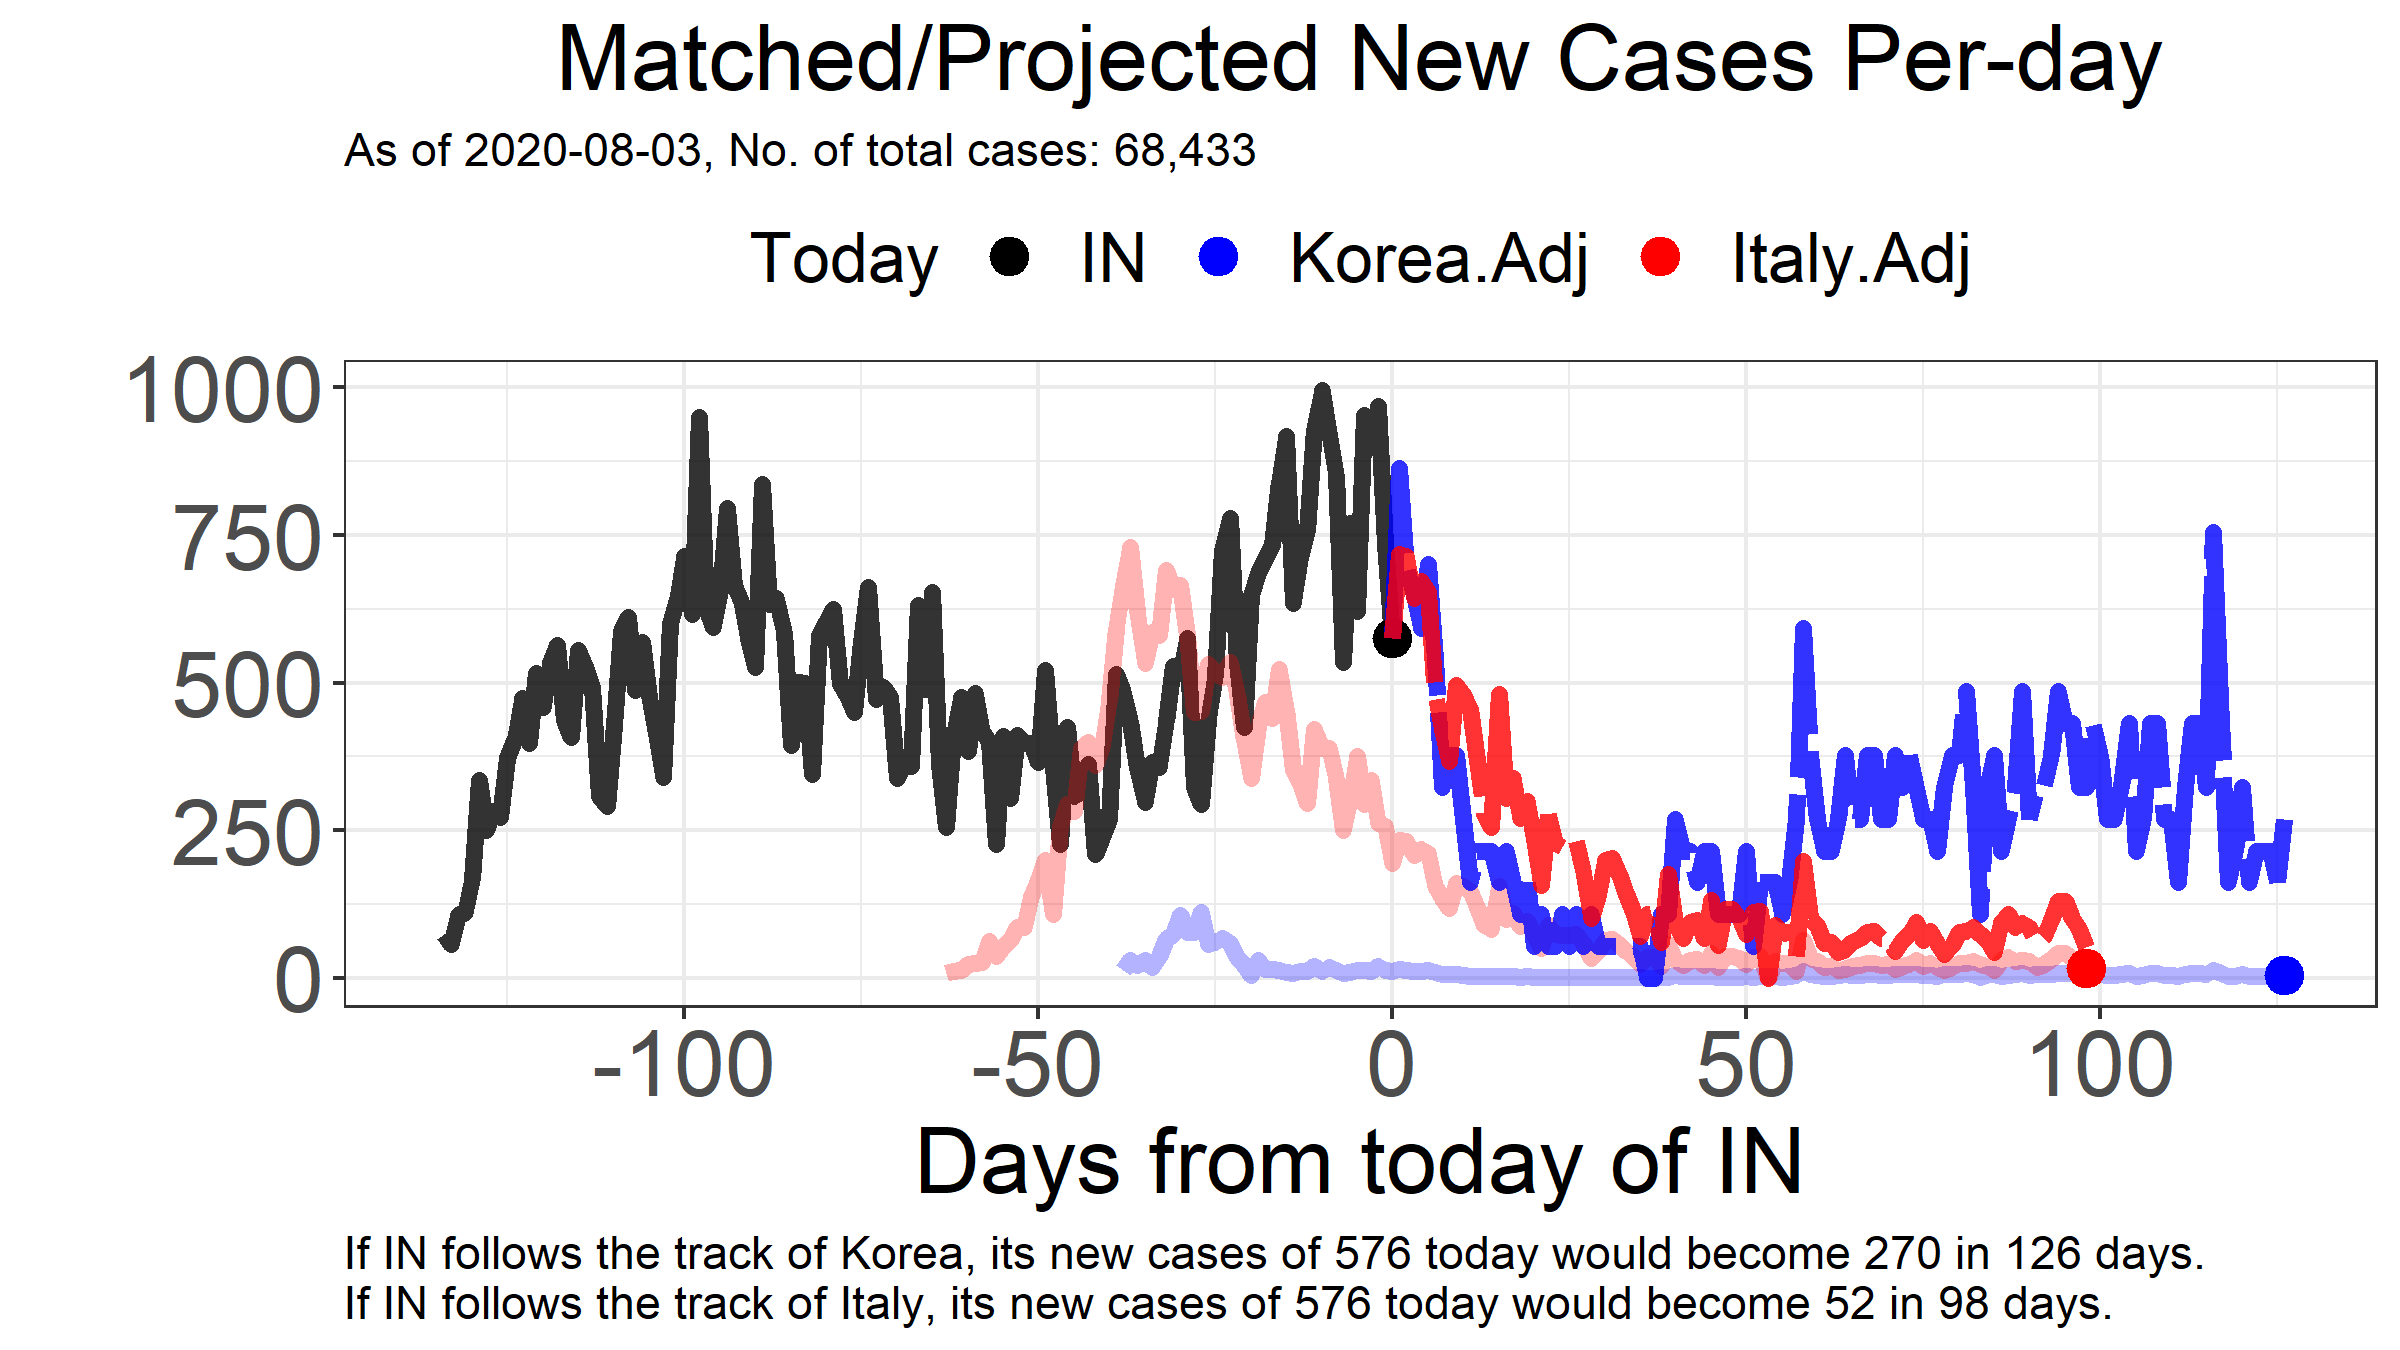 Matched/Projected New Cases Per-day
As of 2020-08-03, No. of total cases: 68,433
Today IN Korea.Adj Italy.Adj
1000
750
500
250
0
-100 -50 0 50 100
Days from today of IN
If IN follows the track of Korea, its new cases of 576 today would become 270 in 126 days.
If IN follows the track of Italy, its new cases of 576 today would become 52 in 98 days.